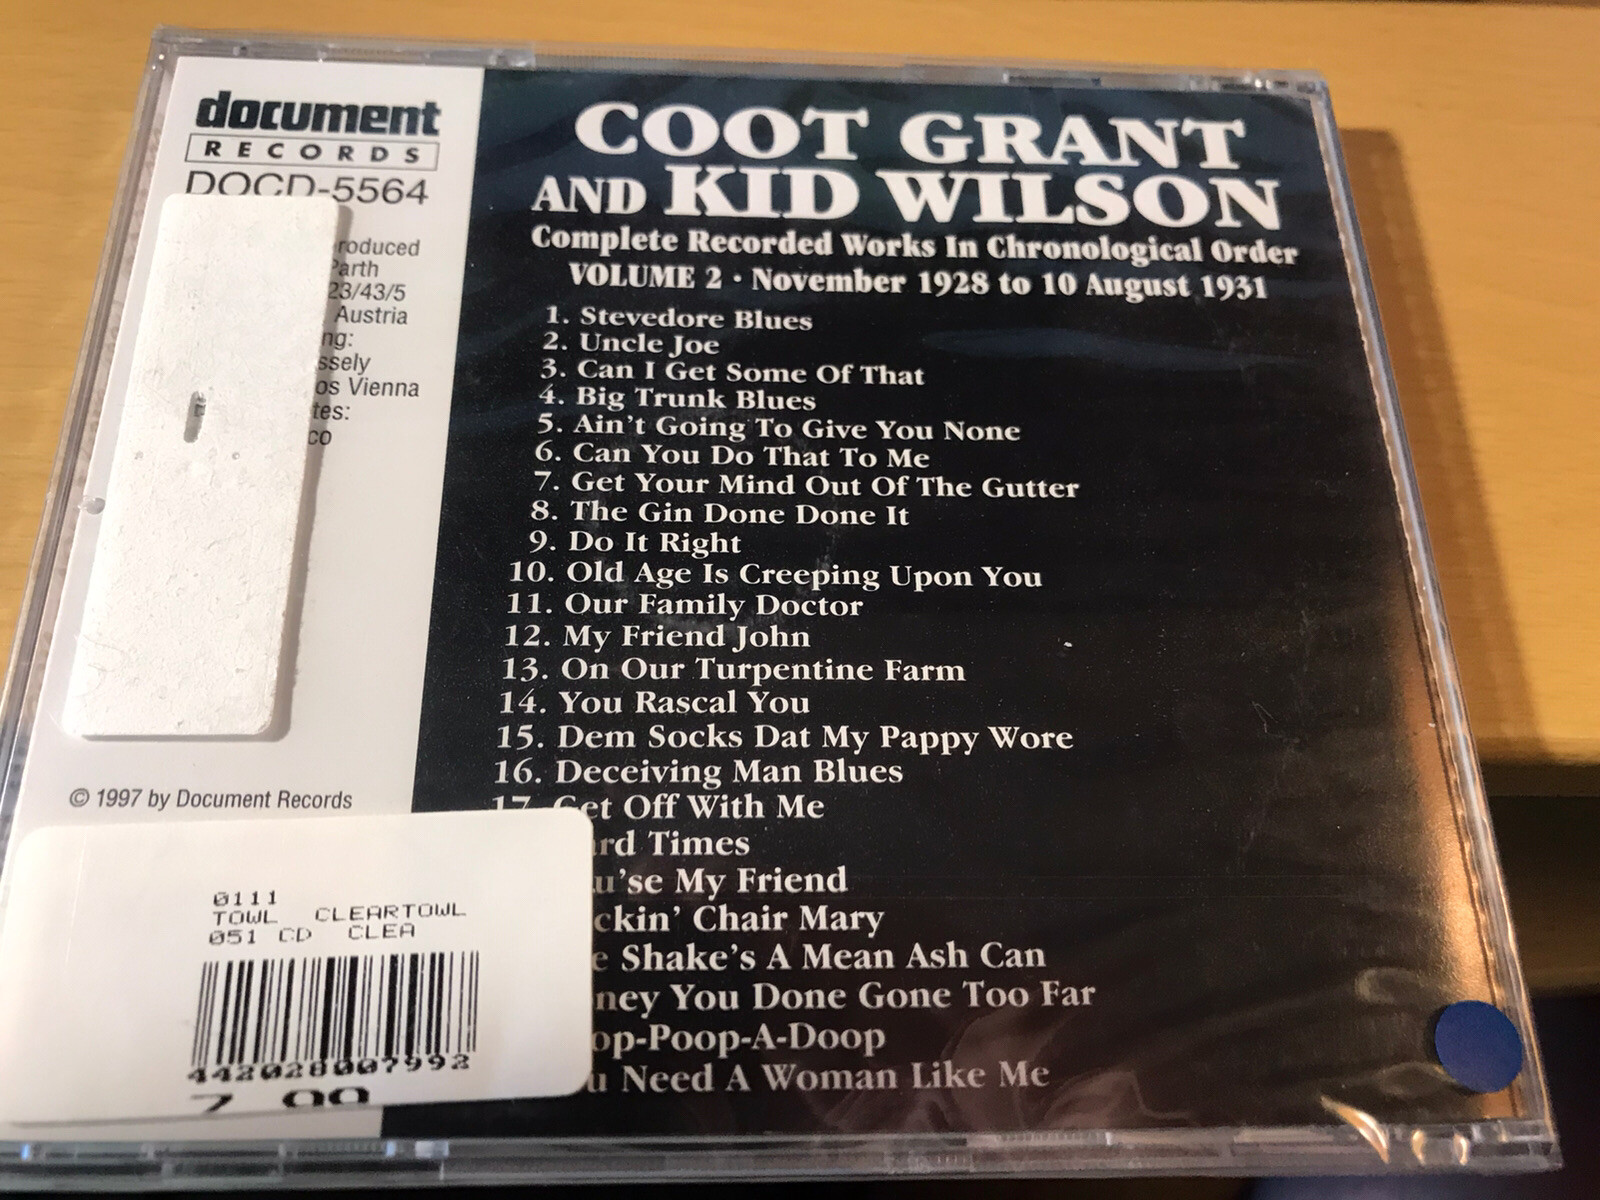 document
RECORDS
DOCD-5564
roduced
Parth
23/43/5
Austria
ng:
ssely
os Vienna
tes:
co
© 1997 by Document Records
COOT GRANT
AND KID WILSON
Complete Recorded Works In Chronological Order
VOLUME 2 · November 1928 to 10 August 1931
1. Stevedore Blues
2. Uncle Joe
3. Can I Get Some Of That
4. Big Trunk Blues
5. Ain't Going To Give You None
6. Can You Do That To Me
7. Get Your Mind Out Of The Gutter
8. The Gin Done Done It
9. Do It Right
10. Old Age Is Creeping Upon You
11. Our Family Doctor
12. My Friend John
13. On Our Turpentine Farm
14. You Rascal You
15. Dem Socks Dat My Pappy Wore
16. Deceiving Man Blues
17. Get Off With Me
rd Times
u'se My Friend
ckin' Chair Mary
e Shake's A Mean Ash Can
ney You Done Gone Too Far
op-Poop-A-Doop
u Need A Woman Like Me
0111
TOWL CLEARTOWL
051 CD CLEA
442028007992
7 99